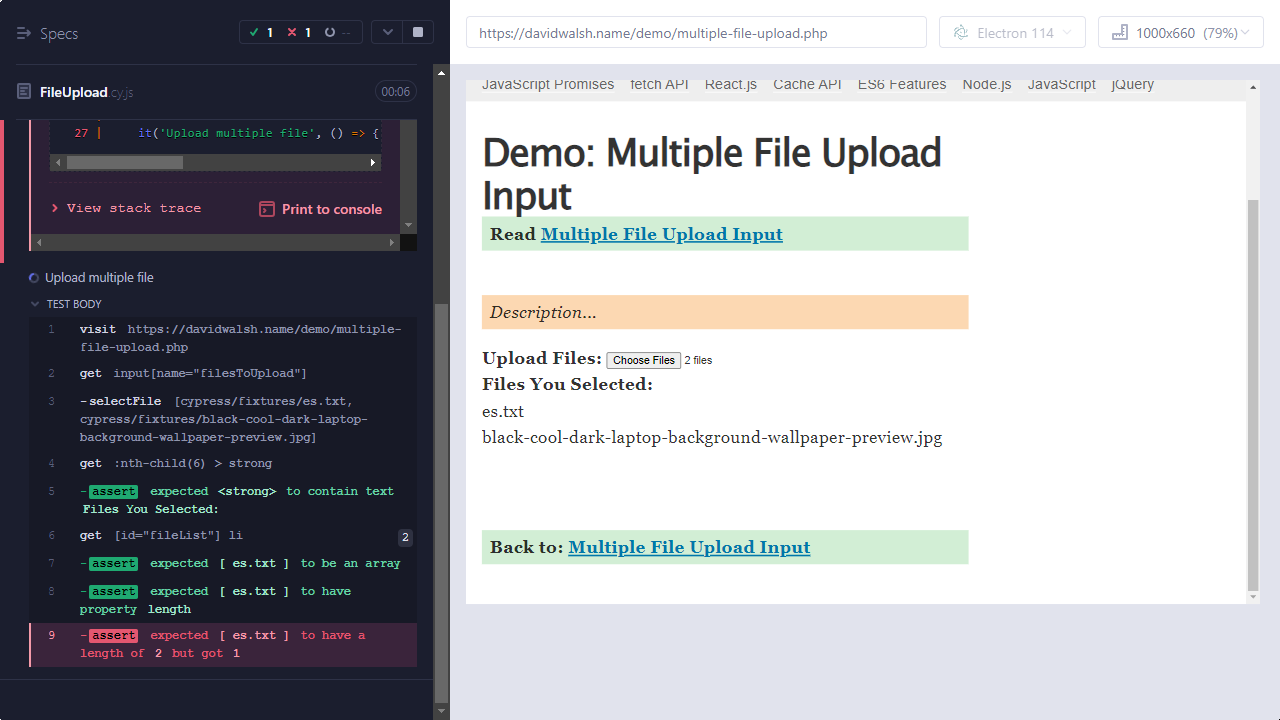 Specs
1 1 --
FileUpload.cy.js
00:06
27 | it('Upload multiple file', () => {
View stack trace
Print to console
Upload multiple file
TEST BODY
1 visit https://davidwalsh.name/demo/multiple-
file-upload.php
2 get input[name="filesToUpload"]
3 -selectFile [cypress/fixtures/es.txt,
cypress/fixtures/black-cool-dark-laptop-
background-wallpaper-preview.jpg]
4 get :nth-child(6) > strong
5 -assert expected <strong> to contain text
Files You Selected:
6 get [id="fileList"] li 2
7 -assert expected [ es.txt ] to be an array
8 -assert expected [ es.txt ] to have
property length
9 -assert expected [ es.txt ] to have a
length of 2 but got 1
https://davidwalsh.name/demo/multiple-file-upload.php
Electron 114
1000x660 (79%)
JavaScript Promises fetch API React.js Cache API ES6 Features Node.js JavaScript jQuery
Demo: Multiple File Upload
Input
Read Multiple File Upload Input
Description...
Upload Files: Choose Files 2 files
Files You Selected:
es.txt
black-cool-dark-laptop-background-wallpaper-preview.jpg
Back to: Multiple File Upload Input